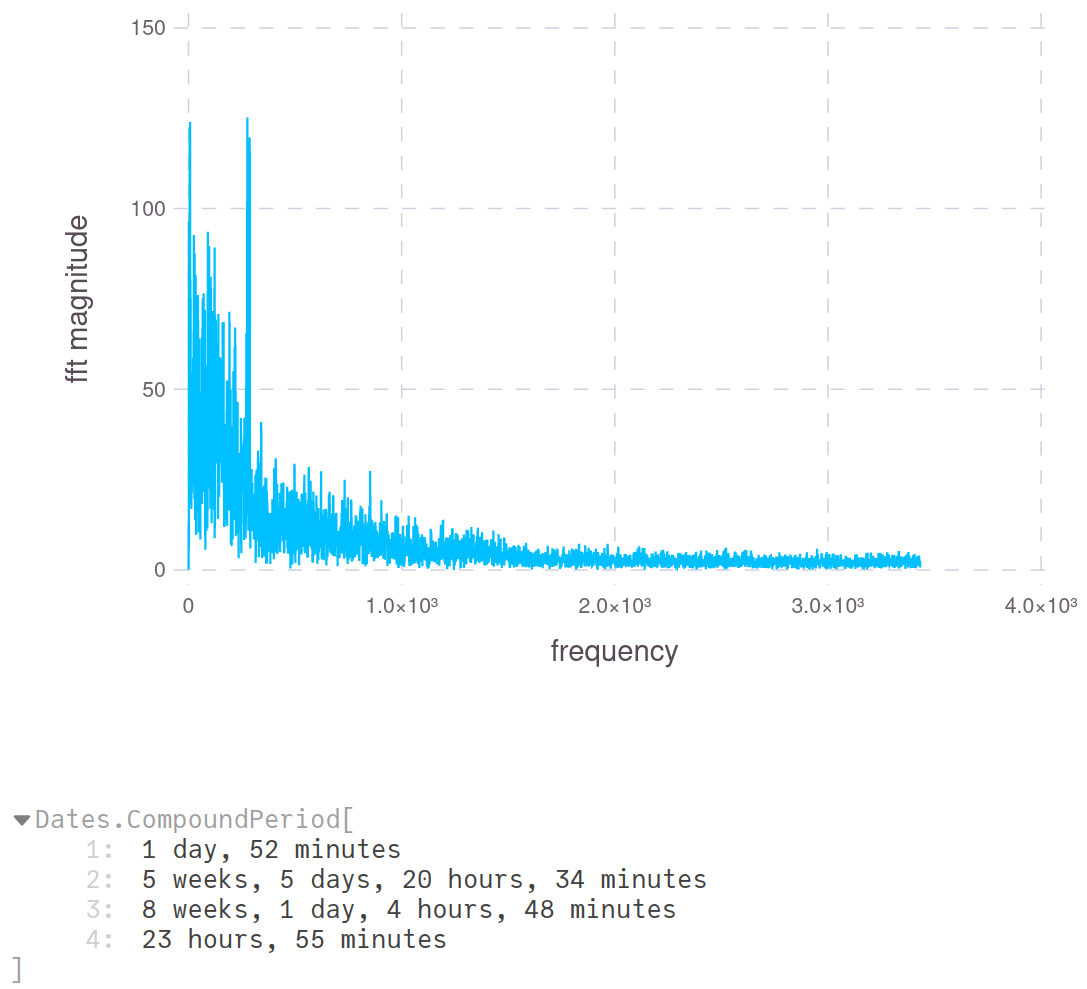 150
100
50
0
fft magnitude
0 1.0×10³ 2.0×10³ 3.0×10³ 4.0×10³
frequency
Dates.CompoundPeriod[
1: 1 day, 52 minutes
2: 5 weeks, 5 days, 20 hours, 34 minutes
3: 8 weeks, 1 day, 4 hours, 48 minutes
4: 23 hours, 55 minutes
]